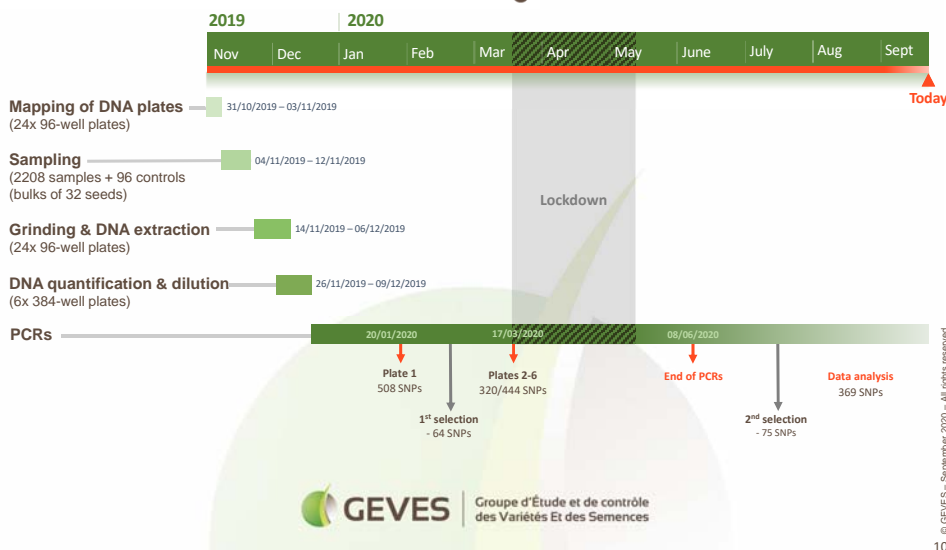 2019 2020
Nov Dec Jan Feb Mar Apr May June July Aug Sept
Today
Mapping of DNA plates 31/10/2019 – 03/11/2019
(24x 96-well plates)
Sampling 04/11/2019 – 12/11/2019
(2208 samples + 96 controls
(bulks of 32 seeds)
Lockdown
Grinding & DNA extraction 14/11/2019 – 06/12/2019
(24x 96-well plates)
DNA quantification & dilution 26/11/2019 – 09/12/2019
(6x 384-well plates)
PCRs 20/01/2020 17/03/2020 08/06/2020
Plate 1 Plates 2-6 End of PCRs Data analysis
508 SNPs 320/444 SNPs 369 SNPs
1st selection 2nd selection
- 64 SNPs - 75 SNPs
GEVES Groupe d'Étude et de contrôle
des Variétés Et des Semences
© GEVES – September 2020 – All rights reserved
10